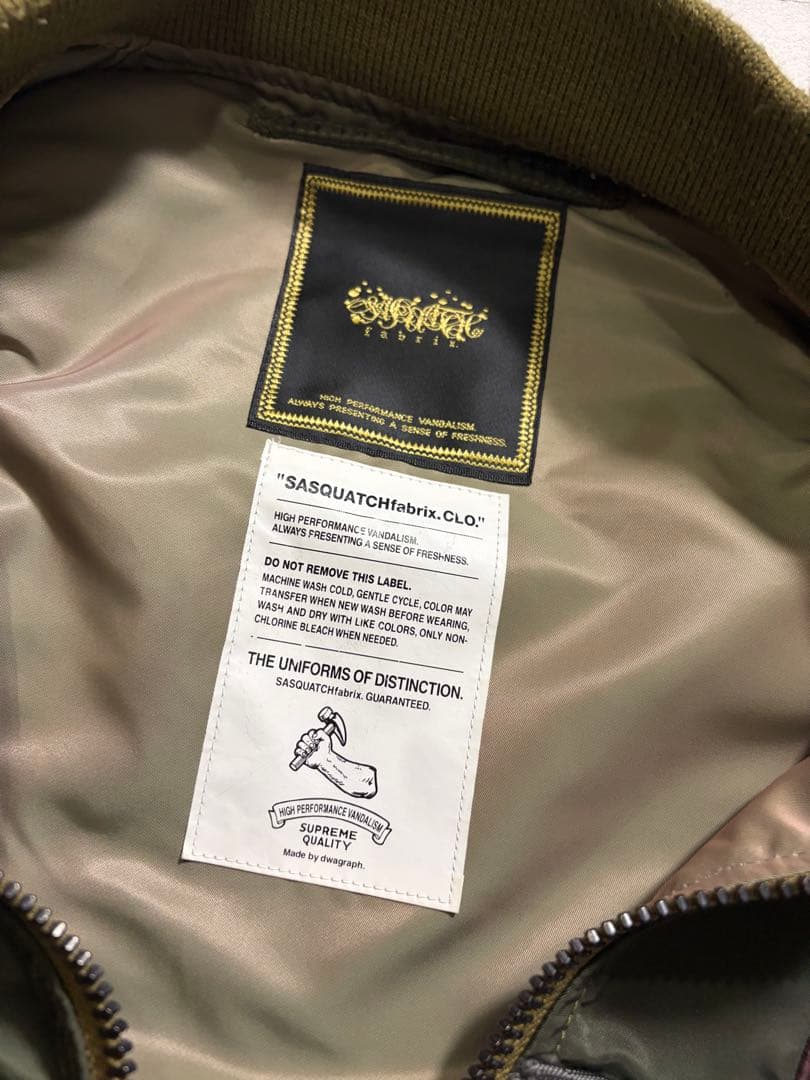 sasquatch
fabrix.
HIGH PERFORMANCE VANDALISM.
ALWAYS PRESENTING A SENSE OF FRESHNESS.
"SASQUATCHfabrix.CLO."
HIGH PERFORMANCE VANDALISM.
ALWAYS PRESENTING A SENSE OF FRESHNESS.
DO NOT REMOVE THIS LABEL.
MACHINE WASH COLD, GENTLE CYCLE, COLOR MAY
TRANSFER WHEN NEW WASH BEFORE WEARING,
WASH AND DRY WITH LIKE COLORS, ONLY NON-
CHLORINE BLEACH WHEN NEEDED.
THE UNIFORMS OF DISTINCTION.
SASQUATCHfabrix. GUARANTEED.
HIGH PERFORMANCE VANDALISM
SUPREME
QUALITY
Made by dwagraph.